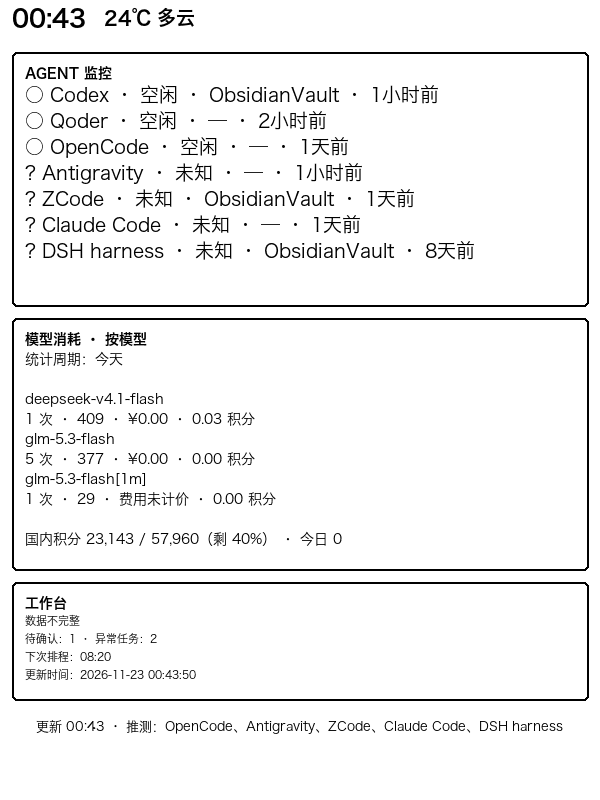 00:43 24℃ 多云
AGENT 监控
○ Codex · 空闲 · ObsidianVault · 1小时前
○ Qoder · 空闲 · — · 2小时前
○ OpenCode · 空闲 · — · 1天前
? Antigravity · 未知 · — · 1小时前
? ZCode · 未知 · ObsidianVault · 1天前
? Claude Code · 未知 · — · 1天前
? DSH harness · 未知 · ObsidianVault · 8天前
模型消耗 · 按模型
统计周期：今天
deepseek-v4.1-flash
1 次 · 409 · ¥0.00 · 0.03 积分
glm-5.3-flash
5 次 · 377 · ¥0.00 · 0.00 积分
glm-5.3-flash[1m]
1 次 · 29 · 费用未计价 · 0.00 积分
国内积分 23,143 / 57,960（剩 40%） · 今日 0
工作台
数据不完整
待确认：1 · 异常任务：2
下次排程：08:20
更新时间：2026-11-23 00:43:50
更新 00:43 · 推测：OpenCode、Antigravity、ZCode、Claude Code、DSH harness